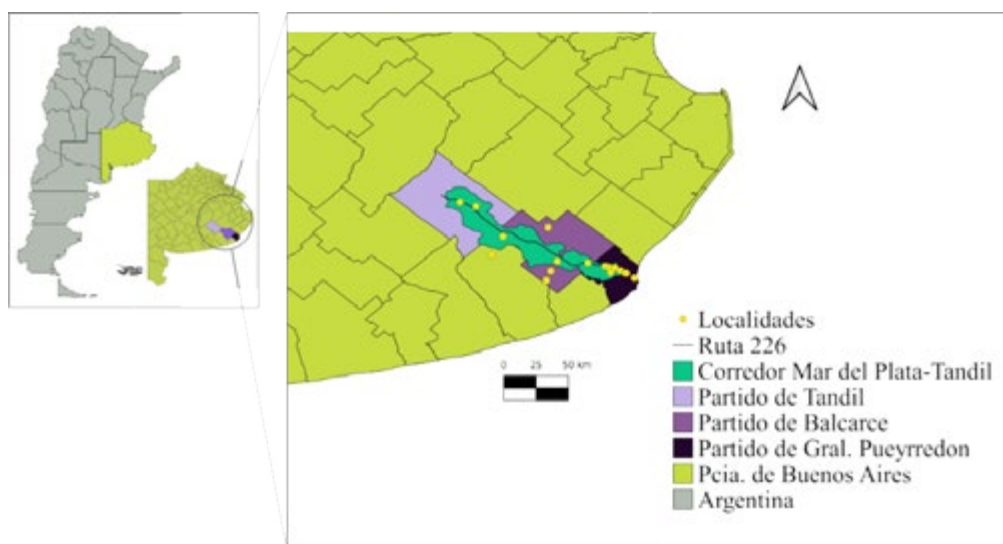 0 25 50 km
Localidades
Ruta 226
Corredor Mar del Plata-Tandil
Partido de Tandil
Partido de Balcarce
Partido de Gral. Pueyrredon
Pcia. de Buenos Aires
Argentina